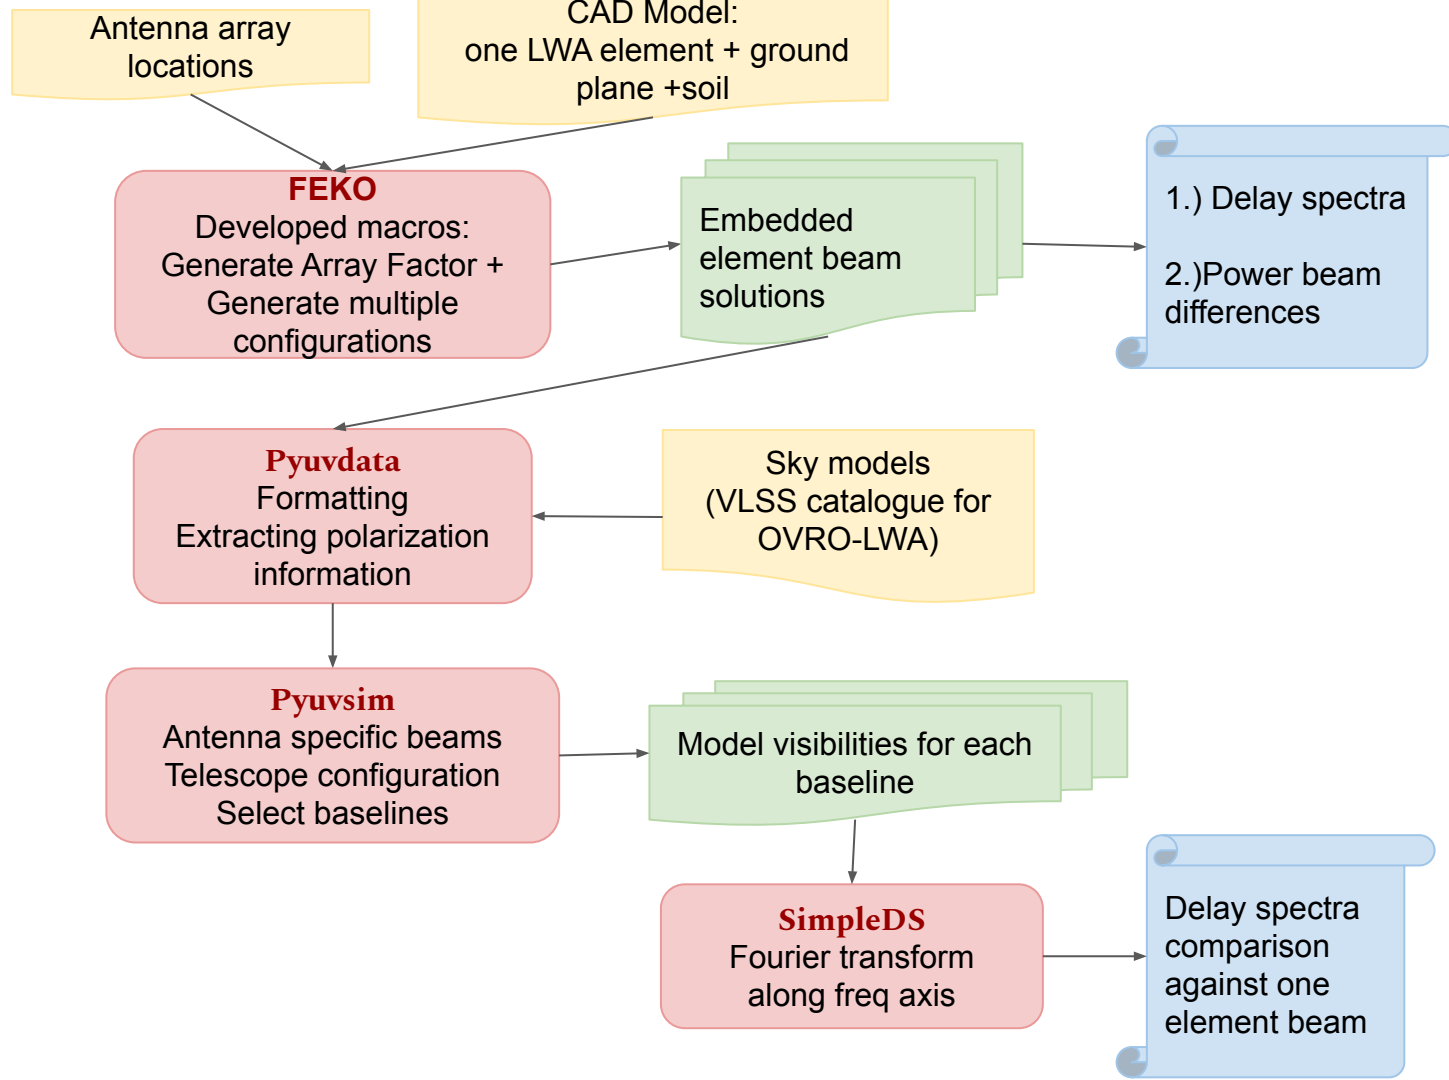 Antenna array
locations
CAD Model:
one LWA element + ground
plane +soil
FEKO
Developed macros:
Generate Array Factor +
Generate multiple
configurations
Embedded
element beam
solutions
1.) Delay spectra
2.)Power beam
differences
Pyuvdata
Formatting
Extracting polarization
information
Sky models
(VLSS catalogue for
OVRO-LWA)
Pyuvsim
Antenna specific beams
Telescope configuration
Select baselines
Model visibilities for each
baseline
SimpleDS
Fourier transform
along freq axis
Delay spectra
comparison
against one
element beam